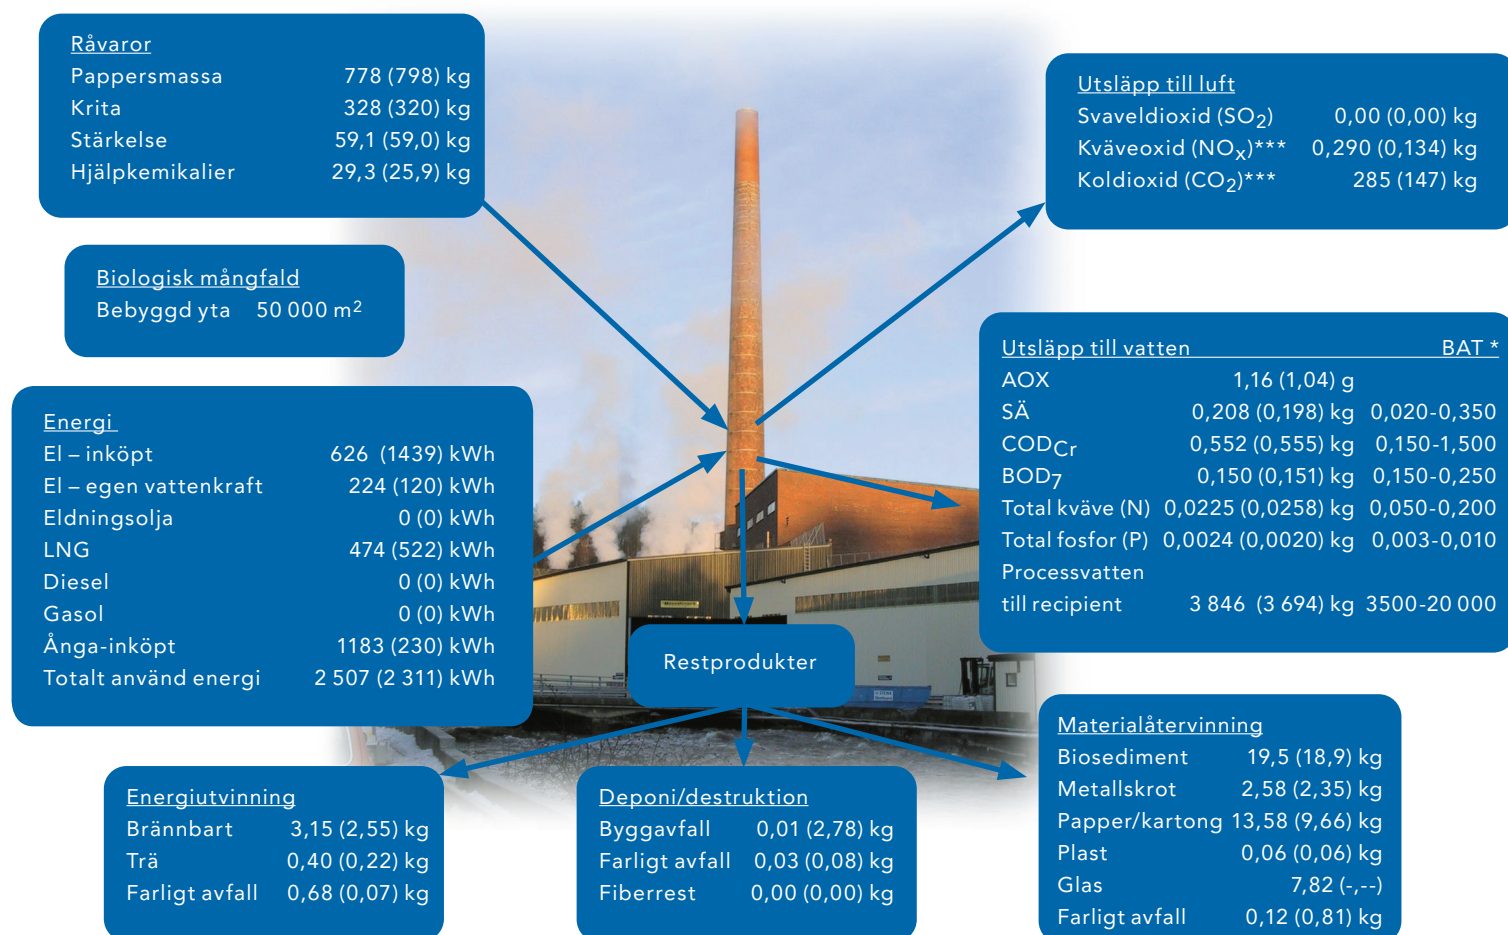 Råvaror
Pappersmassa 778 (798) kg
Krita 328 (320) kg
Stärkelse 59,1 (59,0) kg
Hjälpkemikalier 29,3 (25,9) kg
Biologisk mångfald
Bebyggd yta 50 000 m²
Energi
El – inköpt 626 (1439) kWh
El – egen vattenkraft 224 (120) kWh
Eldningsolja 0 (0) kWh
LNG 474 (522) kWh
Diesel 0 (0) kWh
Gasol 0 (0) kWh
Ånga-inköpt 1183 (230) kWh
Totalt använd energi 2 507 (2 311) kWh
Utsläpp till luft
Svaveldioxid (SO₂) 0,00 (0,00) kg
Kväveoxid (NOₓ)*** 0,290 (0,134) kg
Koldioxid (CO₂)*** 285 (147) kg
Utsläpp till vatten BAT *
AOX 1,16 (1,04) g
SÄ 0,208 (0,198) kg 0,020-0,350
CODCr 0,552 (0,555) kg 0,150-1,500
BOD₇ 0,150 (0,151) kg 0,150-0,250
Total kväve (N) 0,0225 (0,0258) kg 0,050-0,200
Total fosfor (P) 0,0024 (0,0020) kg 0,003-0,010
Processvatten
till recipient 3 846 (3 694) kg 3500-20 000
Restprodukter
Energiutvinning
Brännbart 3,15 (2,55) kg
Trä 0,40 (0,22) kg
Farligt avfall 0,68 (0,07) kg
Deponi/destruktion
Byggavfall 0,01 (2,78) kg
Farligt avfall 0,03 (0,08) kg
Fiberrest 0,00 (0,00) kg
Materialåtervinning
Biosediment 19,5 (18,9) kg
Metallskrot 2,58 (2,35) kg
Papper/kartong 13,58 (9,66) kg
Plast 0,06 (0,06) kg
Glas 7,82 (-,--)
Farligt avfall 0,12 (0,81) kg